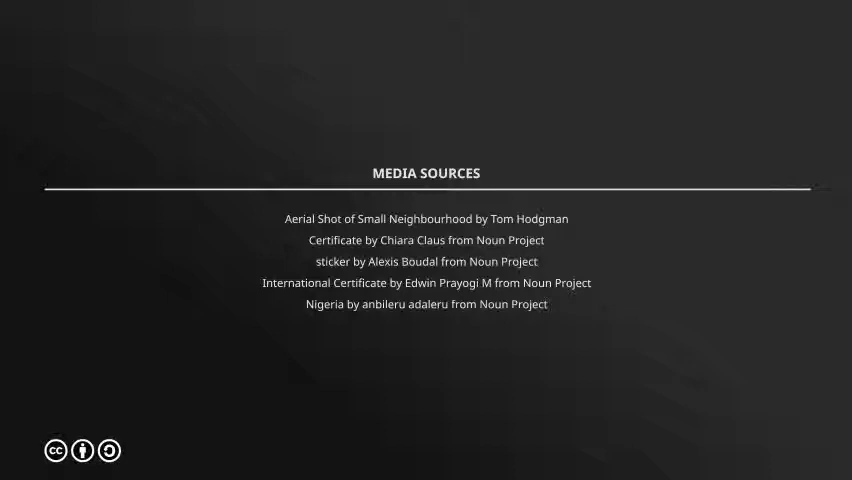 MEDIA SOURCES
Aerial Shot of Small Neighbourhood by Tom Hodgman
Certificate by Chiara Claus from Noun Project
sticker by Alexis Boudal from Noun Project
International Certificate by Edwin Prayogi M from Noun Project
Nigeria by anbileru adaleru from Noun Project
cc